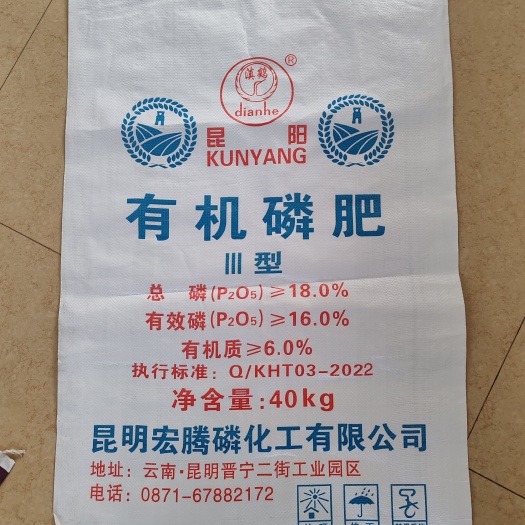 滇鹤
®
dianhe
昆 阳
KUNYANG
有机磷肥
III型
总 磷(P₂O₅)≥18.0%
有效磷(P₂O₅)≥16.0%
有机质≥6.0%
执行标准: Q/KHT03-2022
净含量:40kg
昆明宏腾磷化工有限公司
地址: 云南·昆明晋宁二街工业园区
电话: 0871-67882172